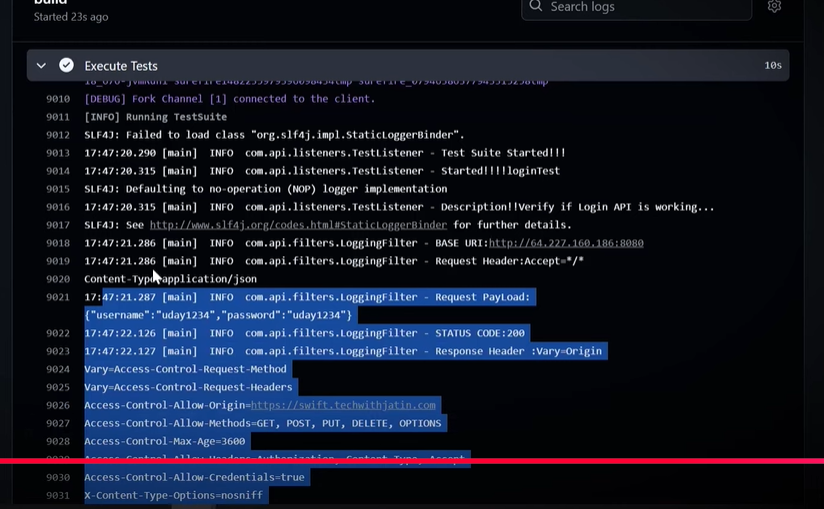 build
Started 23s ago
Search logs
Execute Tests
10s
9010 [DEBUG] Fork Channel [1] connected to the client.
9011 [INFO] Running TestSuite
9012 SLF4J: Failed to load class "org.slf4j.impl.StaticLoggerBinder".
9013 17:47:20.290 [main] INFO com.api.listeners.TestListener - Test Suite Started!!!
9014 17:47:20.315 [main] INFO com.api.listeners.TestListener - Started!!!!loginTest
9015 SLF4J: Defaulting to no-operation (NOP) logger implementation
9016 17:47:20.315 [main] INFO com.api.listeners.TestListener - Description!!Verify if Login API is working...
9017 SLF4J: See http://www.slf4j.org/codes.html#StaticLoggerBinder for further details.
9018 17:47:21.286 [main] INFO com.api.filters.LoggingFilter - BASE URI:http://64.227.160.186:8080
9019 17:47:21.286 [main] INFO com.api.filters.LoggingFilter - Request Header:Accept=*/*
9020 Content-Type=application/json
9021 17:47:21.287 [main] INFO com.api.filters.LoggingFilter - Request PayLoad:
{"username":"uday1234","password":"uday1234"}
9022 17:47:22.126 [main] INFO com.api.filters.LoggingFilter - STATUS CODE:200
9023 17:47:22.127 [main] INFO com.api.filters.LoggingFilter - Response Header :Vary=Origin
9024 Vary=Access-Control-Request-Method
9025 Vary=Access-Control-Request-Headers
9026 Access-Control-Allow-Origin=https://swift.techwithjatin.com
9027 Access-Control-Allow-Methods=GET, POST, PUT, DELETE, OPTIONS
9028 Access-Control-Max-Age=3600
9029 Access-Control-Allow-Headers=Authorization, Content-Type, Accept
9030 Access-Control-Allow-Credentials=true
9031 X-Content-Type-Options=nosniff